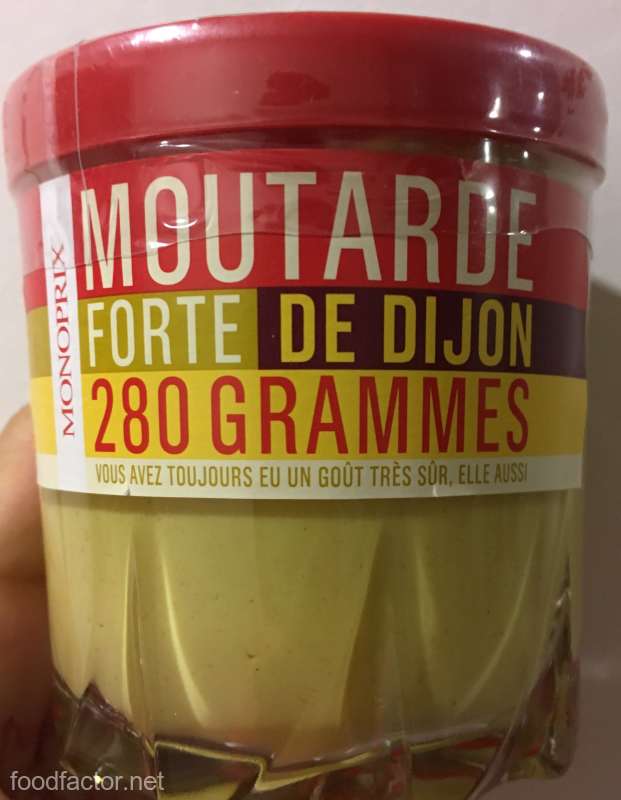 MONOPRIX
MOUTARDE
FORTE DE DIJON
280 GRAMMES
VOUS AVEZ TOUJOURS EU UN GOÛT TRÈS SÛR, ELLE AUSSI
foodfactor.net